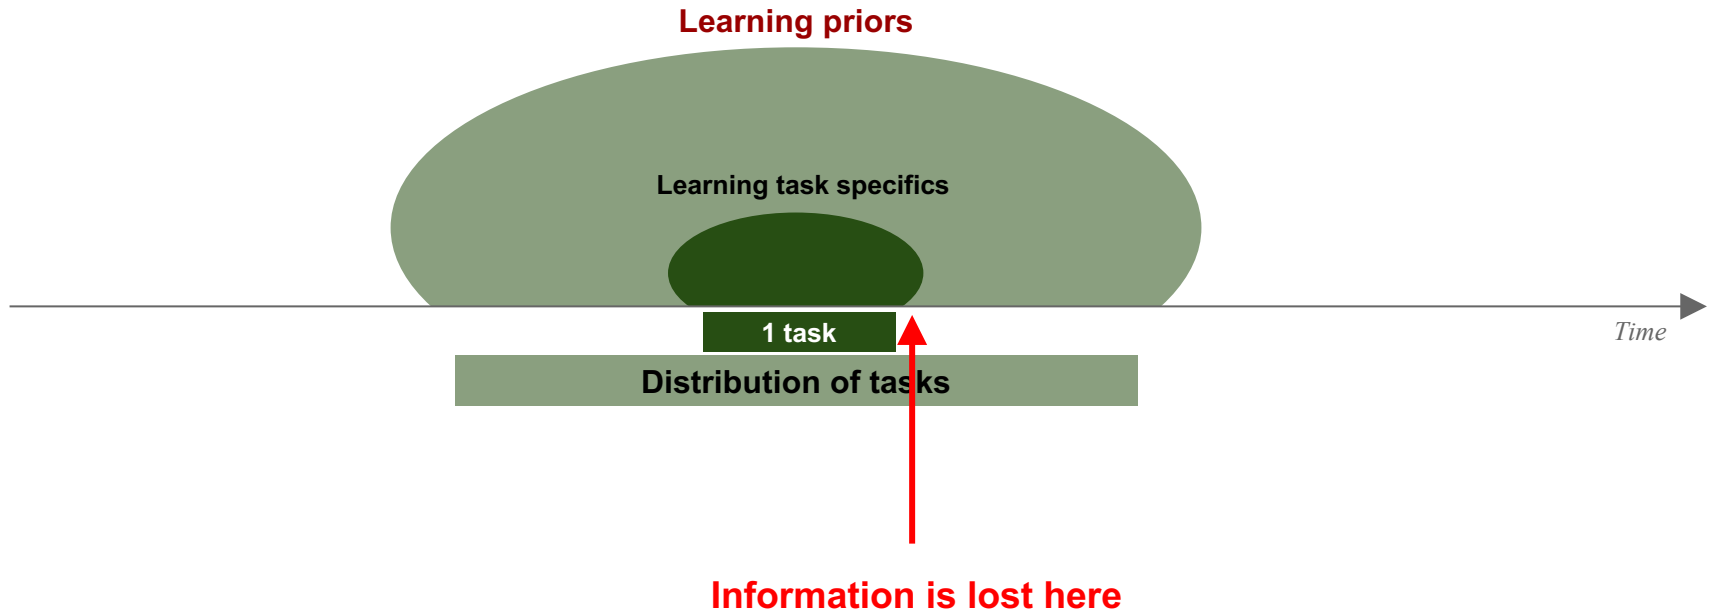 Learning priors
Learning task specifics
1 task
Time
Distribution of tasks
Information is lost here